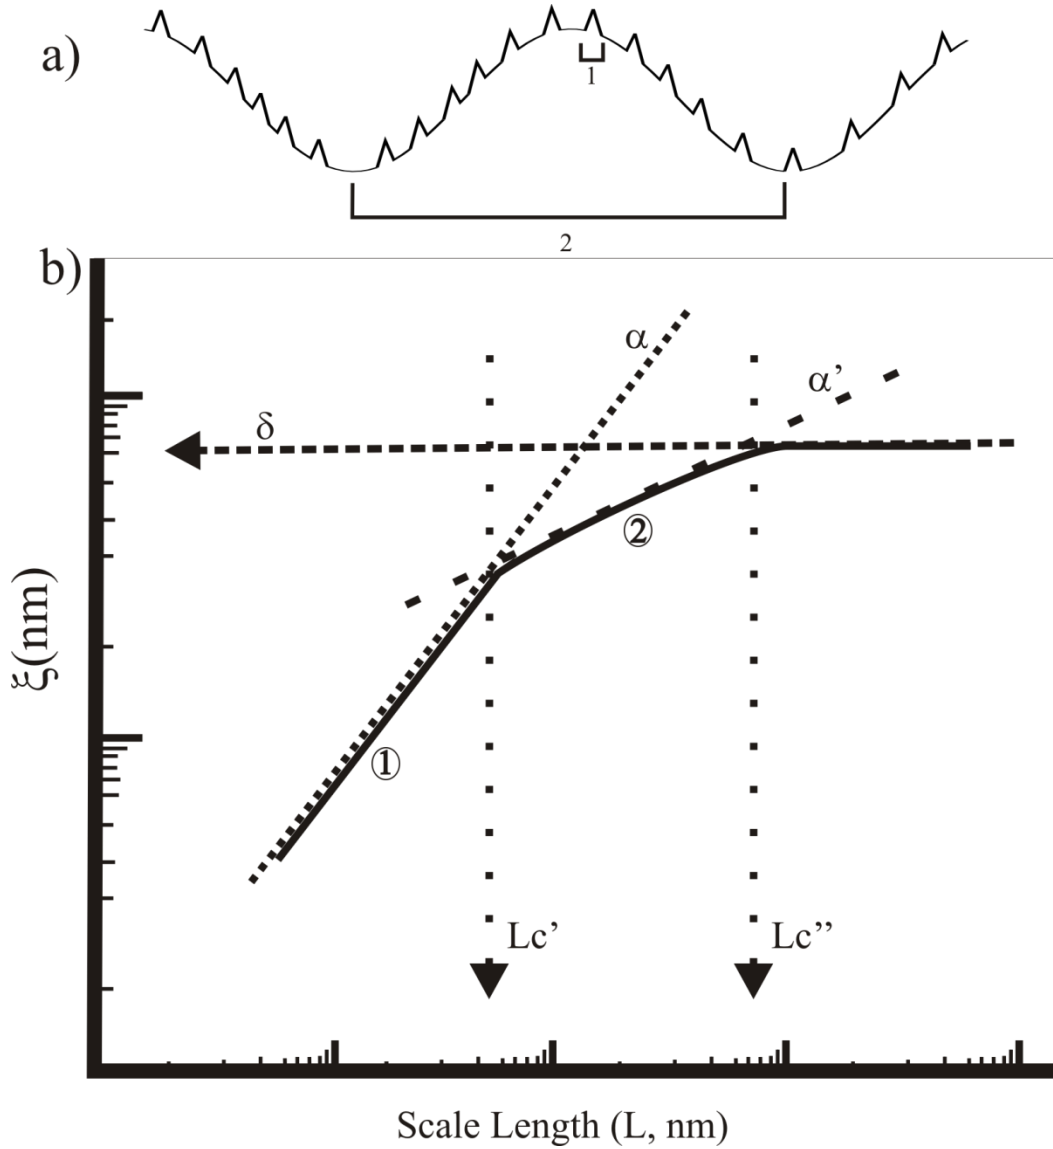 a)
1
2
b)
α
α’
δ
②
ξ(nm)
①
Lc’
Lc’’
Scale Length (L, nm)